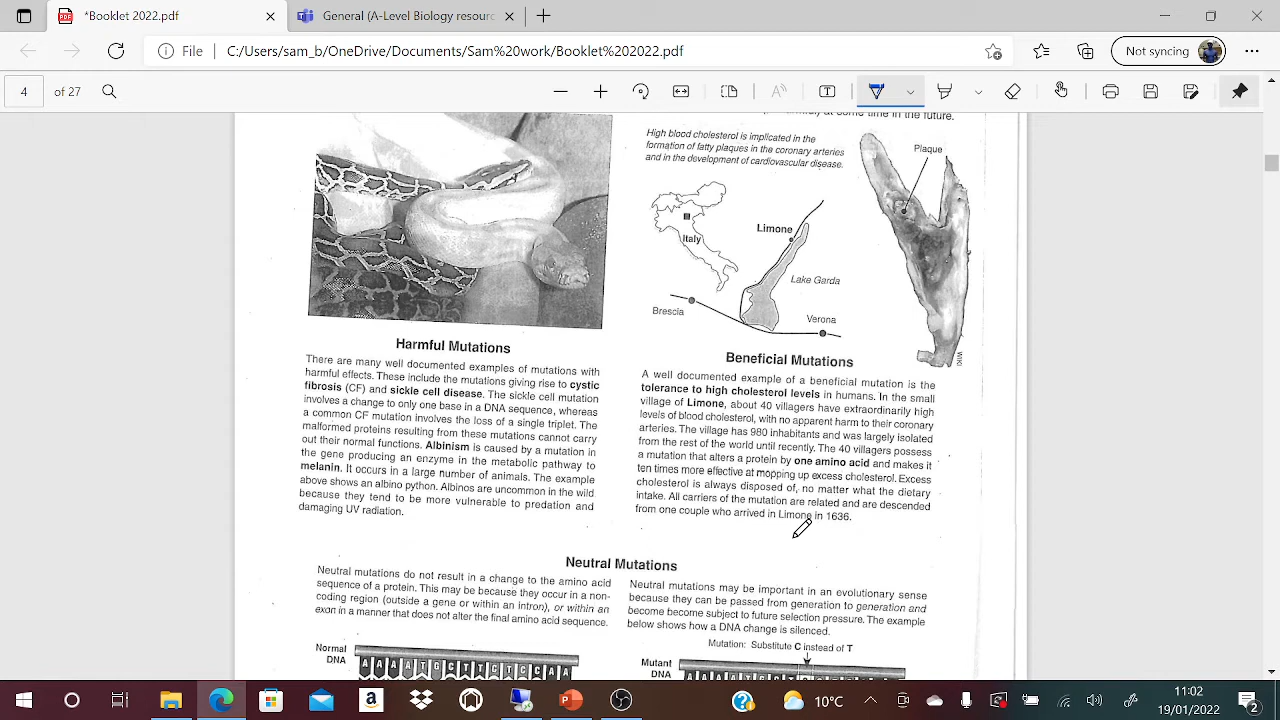 *Booklet 2022.pdf
General (A-Level Biology resourc
File
C:/Users/sam_b/OneDrive/Documents/Sam%20work/Booklet%202022.pdf
Not syncing
4
of 27
at some time in the future.
High blood cholesterol is implicated in the
formation of fatty plaques in the coronary arteries
and in the development of cardiovascular disease.
Plaque
Limone
Italy
Lake Garda
Brescia
Verona
Harmful Mutations
There are many well documented examples of mutations with
harmful effects. These include the mutations giving rise to cystic
fibrosis (CF) and sickle cell disease. The sickle cell mutation
involves a change to only one base in a DNA sequence, whereas
a common CF mutation involves the loss of a single triplet. The
malformed proteins resulting from these mutations cannot carry
out their normal functions. Albinism is caused by a mutation in
the gene producing an enzyme in the metabolic pathway to
melanin. It occurs in a large number of animals. The example
above shows an albino python. Albinos are uncommon in the wild
because they tend to be more vulnerable to predation and
damaging UV radiation.
Beneficial Mutations
A well documented example of a beneficial mutation is the
tolerance to high cholesterol levels in humans. In the small
village of Limone, about 40 villagers have extraordinarily high
levels of blood cholesterol, with no apparent harm to their coronary
arteries. The village has 980 inhabitants and was largely isolated
from the rest of the world until recently. The 40 villagers possess
a mutation that alters a protein by one amino acid and makes it
ten times more effective at mopping up excess cholesterol. Excess
cholesterol is always disposed of, no matter what the dietary
intake. All carriers of the mutation are related and are descended
from one couple who arrived in Limone in 1636.
Neutral Mutations
Neutral mutations do not result in a change to the amino acid
sequence of a protein. This may be because they occur in a non-
coding region (outside a gene or within an intron), or within an
exon in a manner that does not alter the final amino acid sequence.
Neutral mutations may be important in an evolutionary sense
because they can be passed from generation to generation and
become become subject to future selection pressure. The example
below shows how a DNA change is silenced.
Mutation: Substitute C instead of T
Normal
DNA
A A A A T G C T T C T C C A A
Mutant
DNA
10°C
11:02
19/01/2022
2